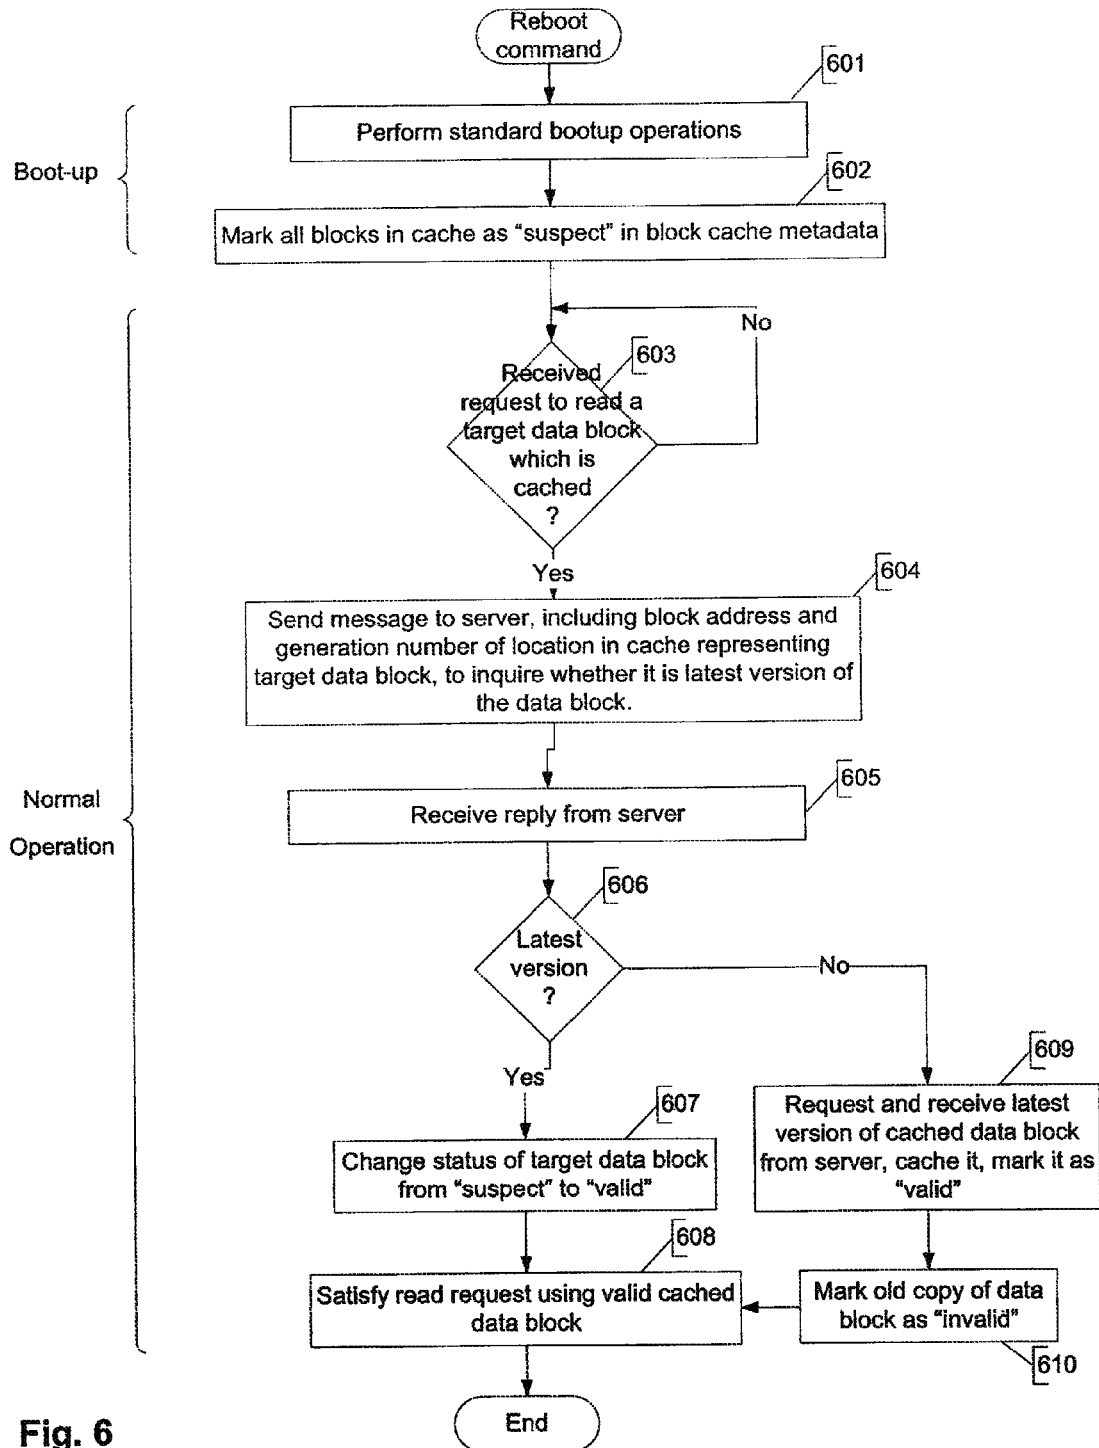 Reboot
command
601
Perform standard bootup operations
Boot-up
602
Mark all blocks in cache as “suspect” in block cache metadata
No
603
Received
request to read a
target data block
which is
cached
?
Yes
604
Send message to server, including block address and
generation number of location in cache representing
target data block, to inquire whether it is latest version of
the data block.
605
Receive reply from server
Normal
Operation
606
Latest
version
?
No
Yes
609
Request and receive latest
version of cached data block
from server, cache it, mark it as
“valid”
607
Change status of target data block
from “suspect” to “valid”
608
Satisfy read request using valid cached
data block
Mark old copy of data
block as “invalid”
610
End
Fig. 6